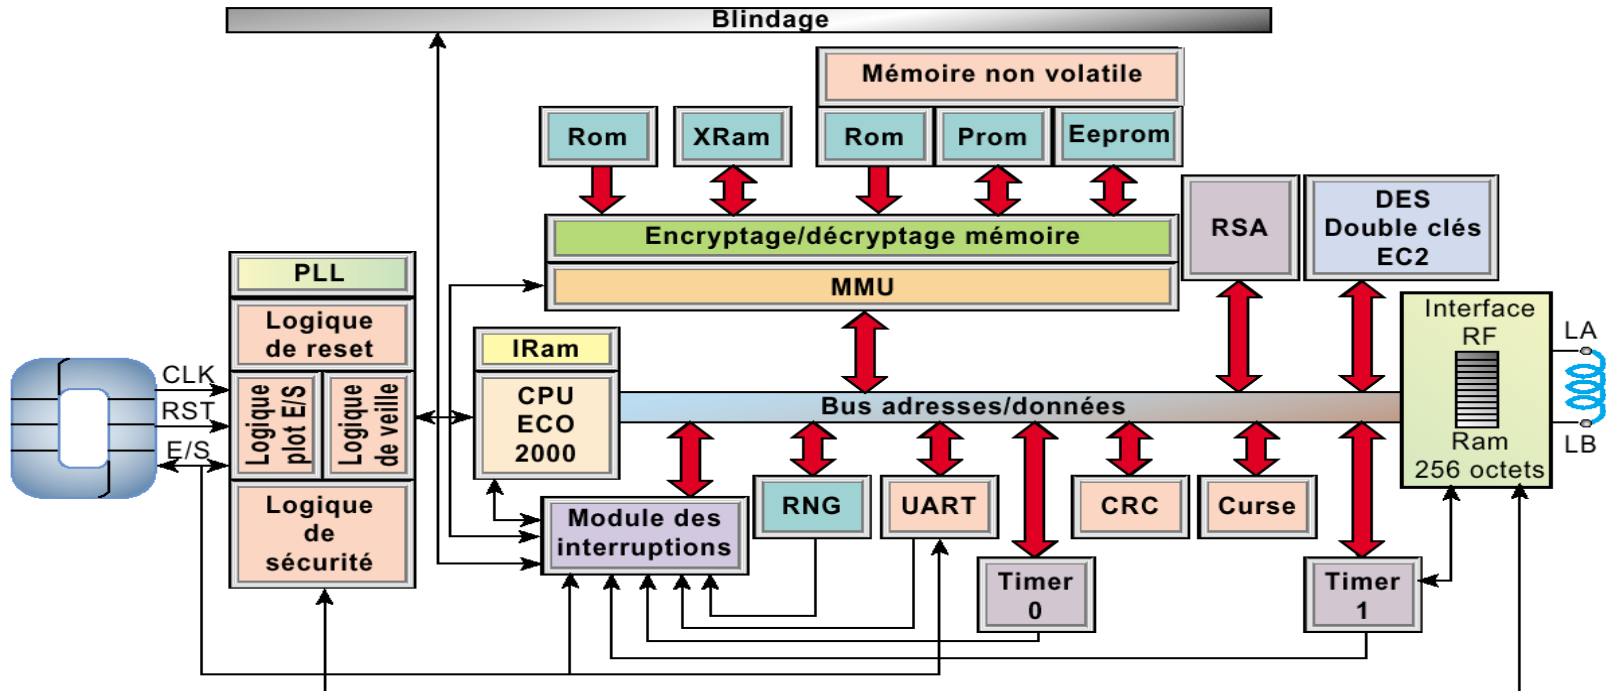 Blindage
Mémoire non volatile
Rom
XRam
Rom
Prom
Eeprom
Encryptage/décryptage mémoire
MMU
RSA
DES
Double clés
EC2
PLL
Logique
de reset
Logique
plot E/S
Logique
de veille
Logique
de
sécurité
CLK
RST
E/S
IRam
CPU
ECO
2000
Bus adresses/données
Interface
RF
Ram
256 octets
LA
LB
Module des
interruptions
RNG
UART
CRC
Curse
Timer
0
Timer
1